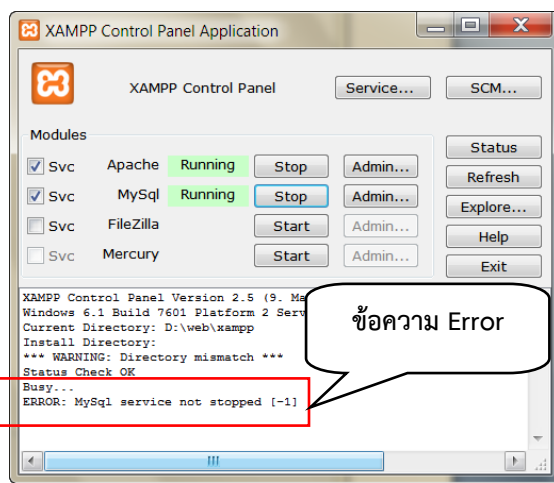 XAMPP Control Panel Application
XAMPP Control Panel
Service...
SCM...
Modules
Svc Apache Running Stop Admin...
Svc MySql Running Stop Admin...
Svc FileZilla Start Admin...
Svc Mercury Start Admin...
Status
Refresh
Explore...
Help
Exit
XAMPP Control Panel Version 2.5 (9. Ma
Windows 6.1 Build 7601 Platform 2 Serv
Current Directory: D:\web\xampp
Install Directory:
*** WARNING: Directory mismatch ***
Status Check OK
Busy...
ERROR: MySql service not stopped [-1]
ข้อความ Error